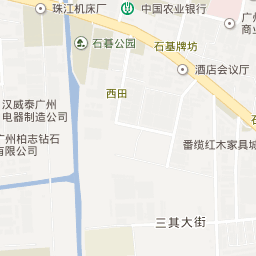 珠江机床厂
中国农业银行
广州
商业
石碁公园
石基牌坊
酒店会议厅
西田
汉威泰广州
电器制造公司
广州柏志钻石
有限公司
番缆红木家具城
石
三其大街